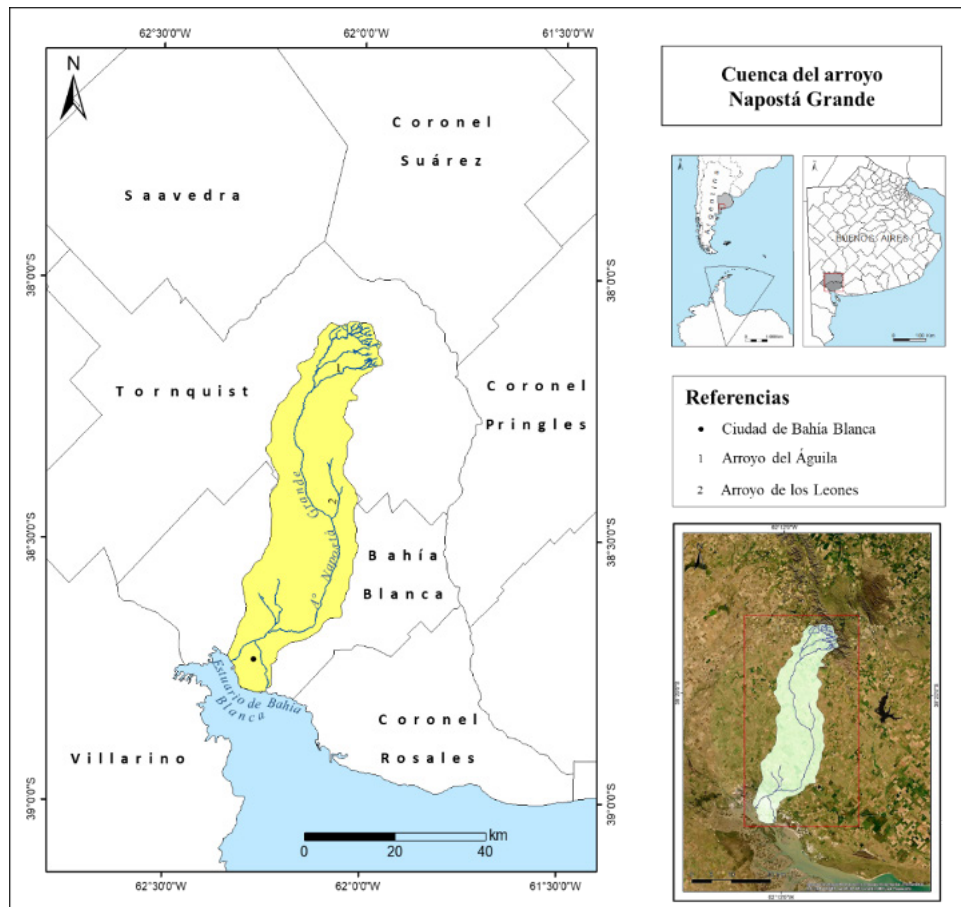 62°30'0"W
62°0'0"W
61°30'0"W
N
Coronel
Suárez
Saavedra
38°0'0"S
38°0'0"S
Tornquist
Coronel
Pringles
1
2
A° Napostá Grande
38°30'0"S
38°30'0"S
Bahía
Blanca
Estuario de Bahía
Blanca
Villarino
Coronel
Rosales
39°0'0"S
39°0'0"S
km
0 20 40
62°30'0"W
62°0'0"W
61°30'0"W
Cuenca del arroyo
Napostá Grande
Argentina
BUENOS AIRES
Referencias
Ciudad de Bahía Blanca
1 Arroyo del Águila
2 Arroyo de los Leones